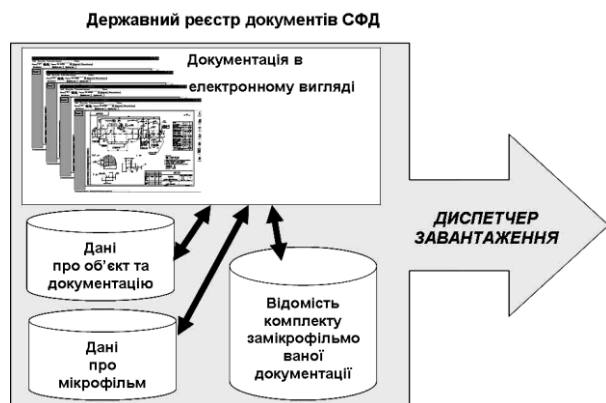 Державний реєстр документів СФД
Документація в
електронному вигляді
Дані
про об'єкт та
документацію
Дані
про
мікрофільм
Відомість
комплекту
замікрофільмо
ваної
документації
ДИСПЕТЧЕР
ЗАВАНТАЖЕННЯ